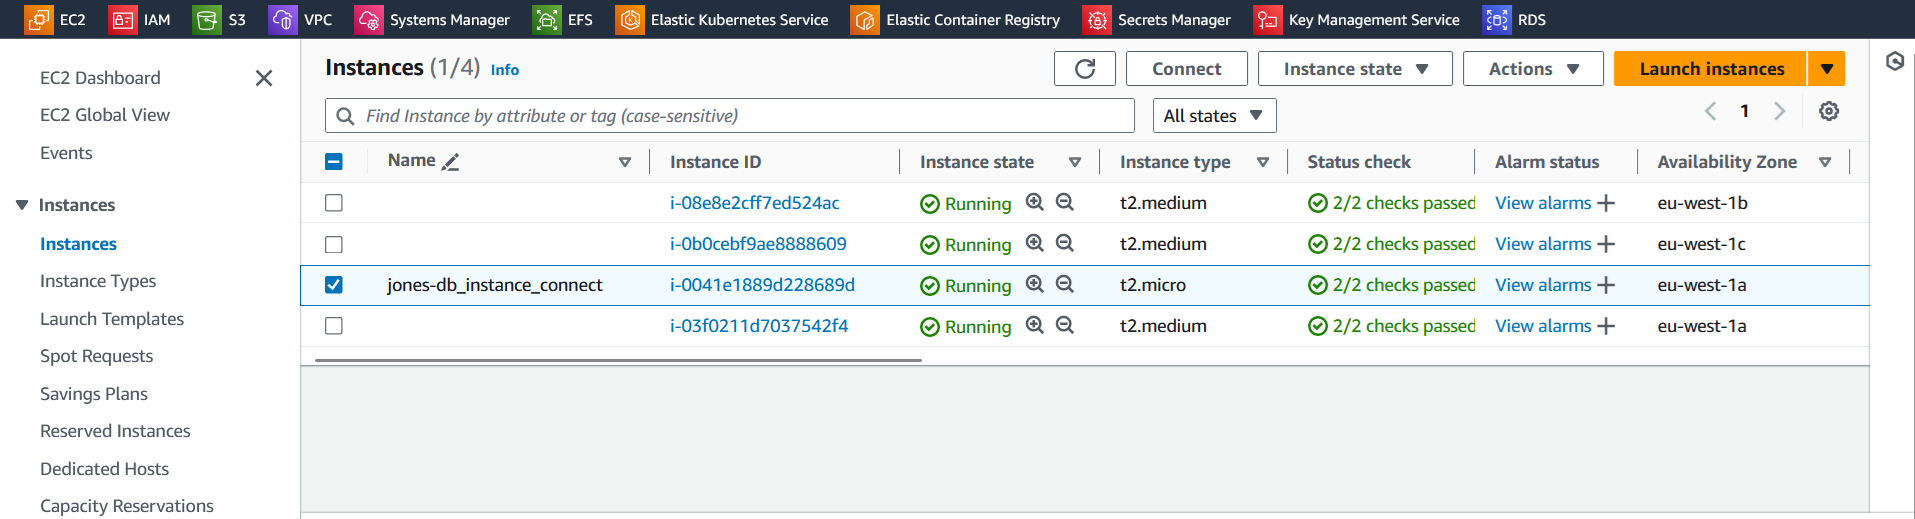 EC2 IAM S3 VPC Systems Manager EFS Elastic Kubernetes Service Elastic Container Registry Secrets Manager Key Management Service RDS
EC2 Dashboard
EC2 Global View
Events
Instances
Instances
Instance Types
Launch Templates
Spot Requests
Savings Plans
Reserved Instances
Dedicated Hosts
Capacity Reservations
Instances (1/4) Info Connect Instance state Actions Launch instances
Find Instance by attribute or tag (case-sensitive) All states 1
Name Instance ID Instance state Instance type Status check Alarm status Availability Zone
i-08e8e2cff7ed524ac Running t2.medium 2/2 checks passed View alarms eu-west-1b
i-0b0cebf9ae8888609 Running t2.medium 2/2 checks passed View alarms eu-west-1c
jones-db_instance_connect i-0041e1889d228689d Running t2.micro 2/2 checks passed View alarms eu-west-1a
i-03f0211d7037542f4 Running t2.medium 2/2 checks passed View alarms eu-west-1a